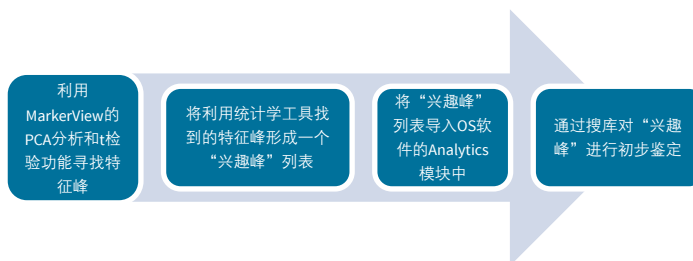 利用
MarkerView的
PCA分析和t检
验功能寻找特
征峰
将利用统计学工具找
到的特征峰形成一个
“兴趣峰”列表
将“兴趣峰”
列表导入OS软
件的Analytics
模块中
通过搜库对“兴趣
峰”进行初步鉴定